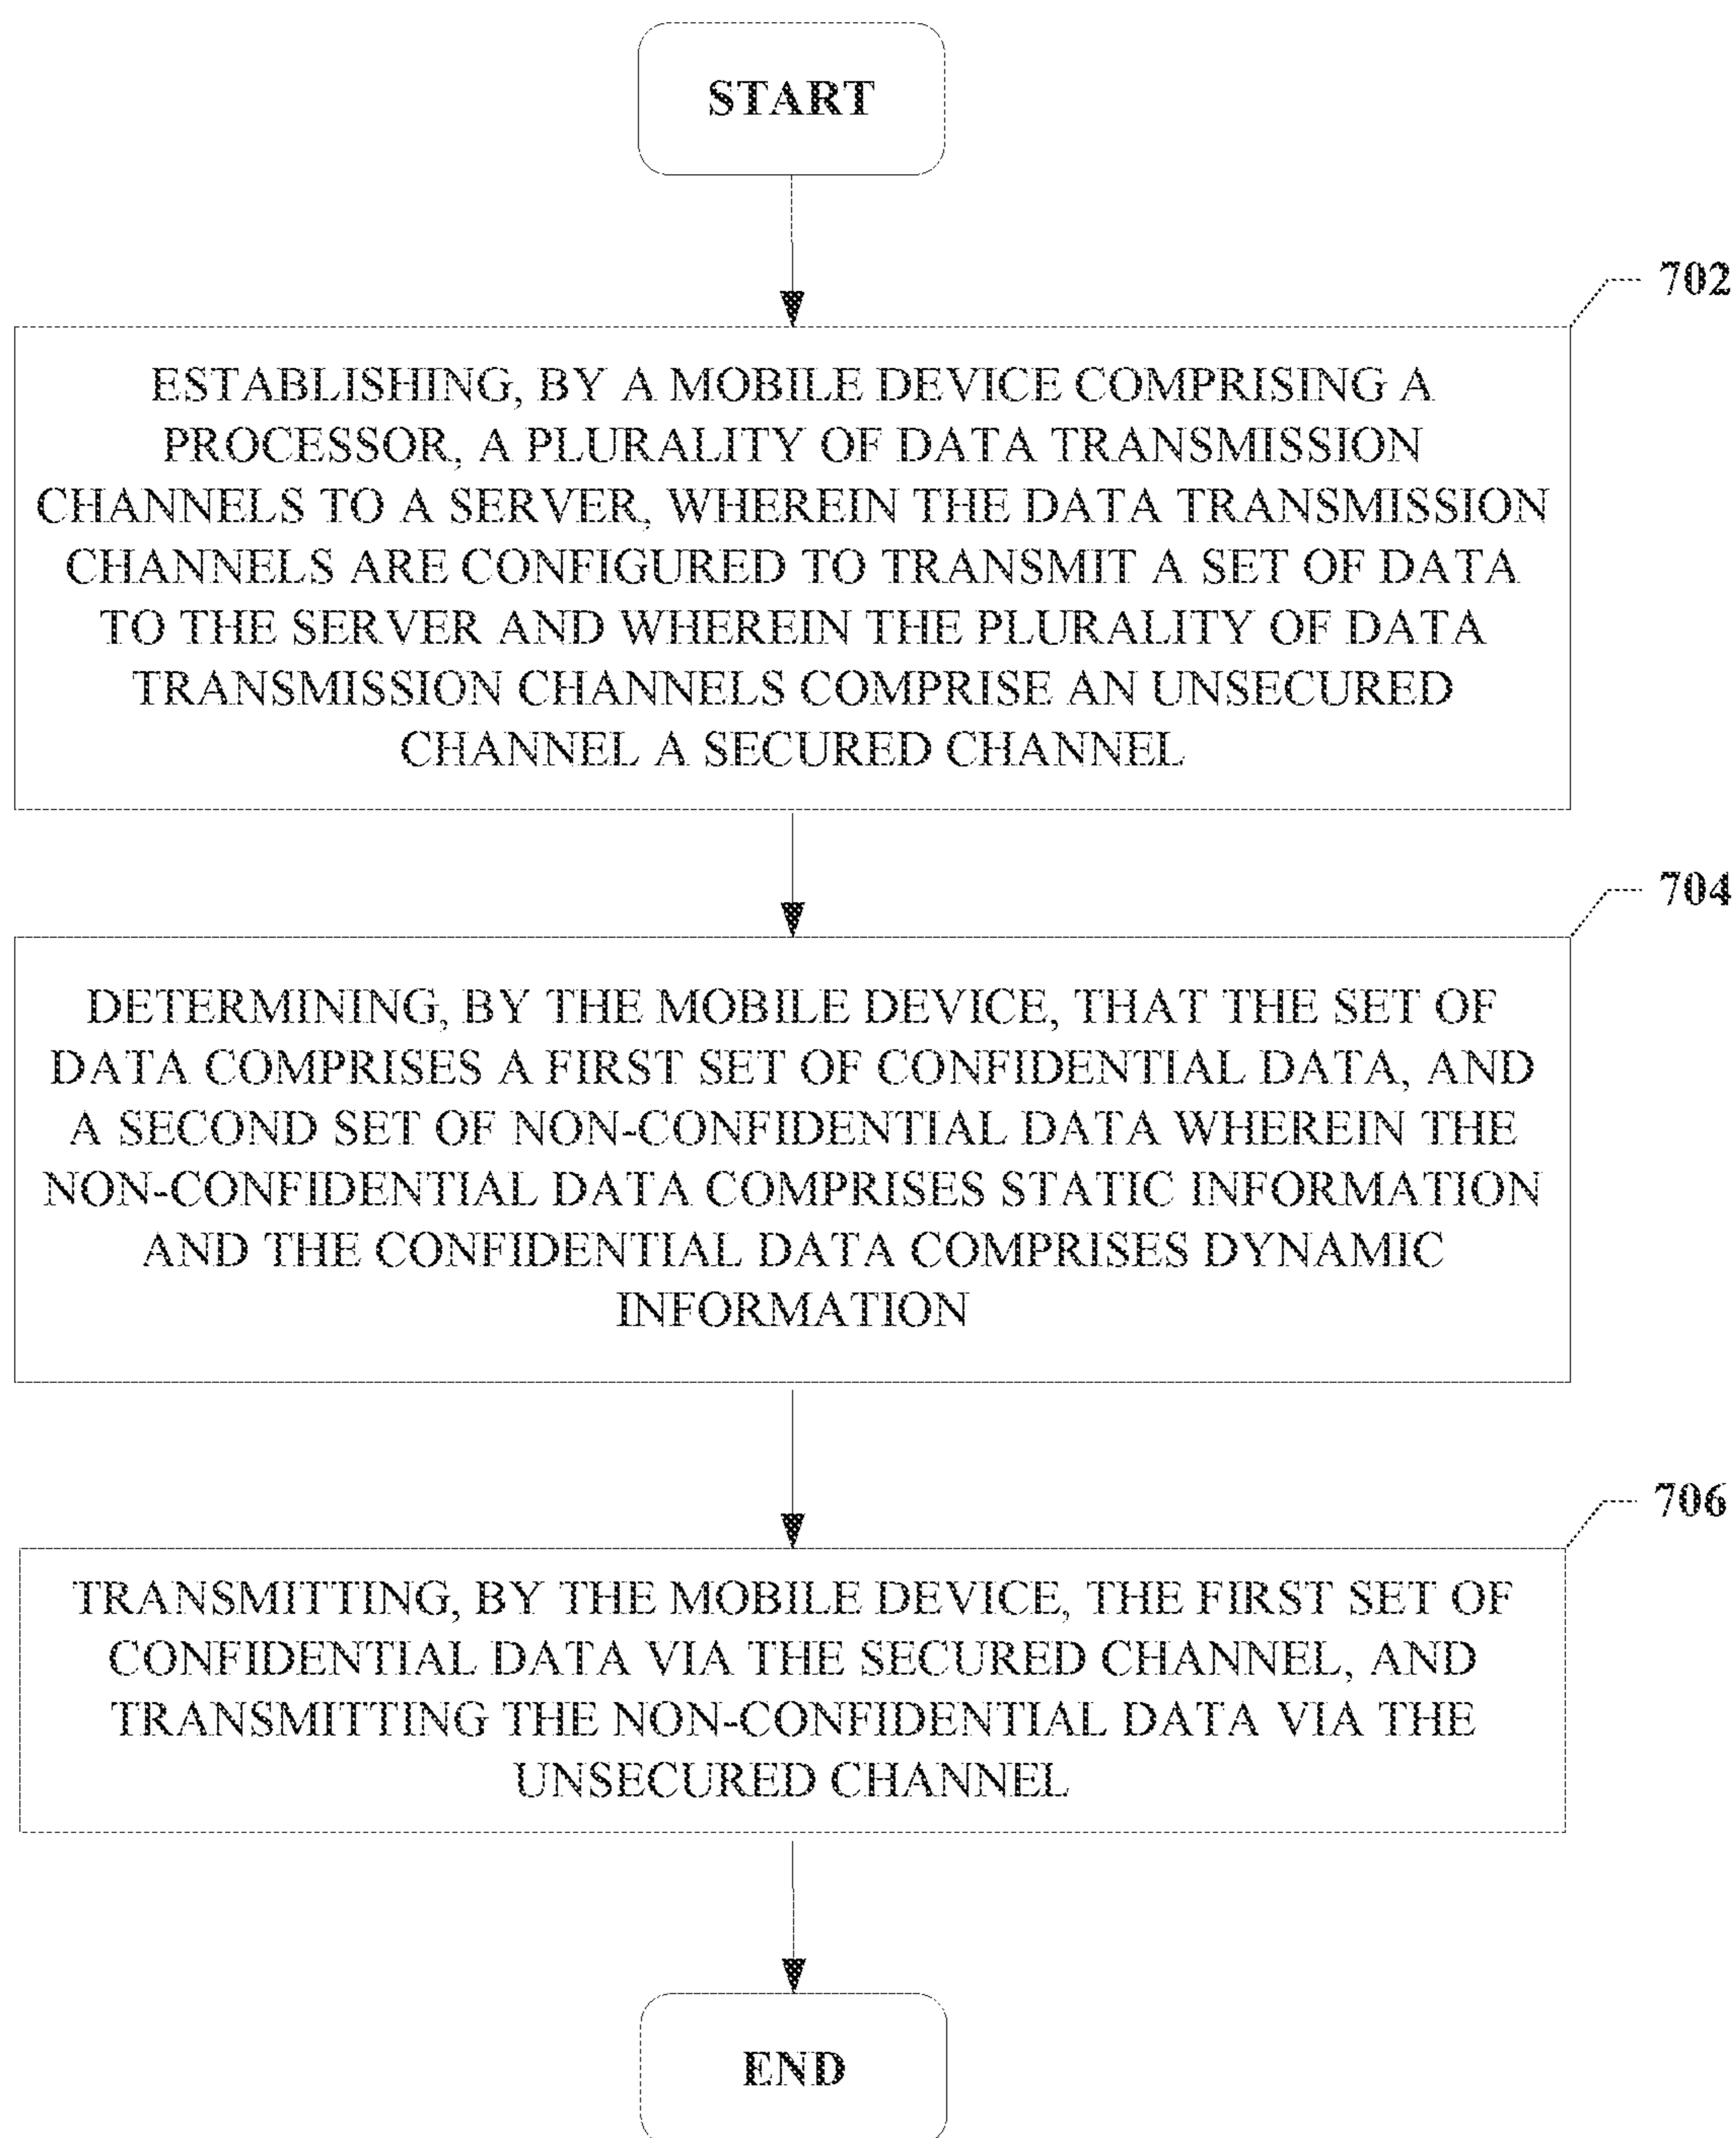 START
702
ESTABLISHING, BY A MOBILE DEVICE COMPRISING A
PROCESSOR, A PLURALITY OF DATA TRANSMISSION
CHANNELS TO A SERVER, WHEREIN THE DATA TRANSMISSION
CHANNELS ARE CONFIGURED TO TRANSMIT A SET OF DATA
TO THE SERVER AND WHEREIN THE PLURALITY OF DATA
TRANSMISSION CHANNELS COMPRISE AN UNSECURED
CHANNEL A SECURED CHANNEL
704
DETERMINING, BY THE MOBILE DEVICE, THAT THE SET OF
DATA COMPRISES A FIRST SET OF CONFIDENTIAL DATA, AND
A SECOND SET OF NON-CONFIDENTIAL DATA WHEREIN THE
NON-CONFIDENTIAL DATA COMPRISES STATIC INFORMATION
AND THE CONFIDENTIAL DATA COMPRISES DYNAMIC
INFORMATION
706
TRANSMITTING, BY THE MOBILE DEVICE, THE FIRST SET OF
CONFIDENTIAL DATA VIA THE SECURED CHANNEL, AND
TRANSMITTING THE NON-CONFIDENTIAL DATA VIA THE
UNSECURED CHANNEL
END